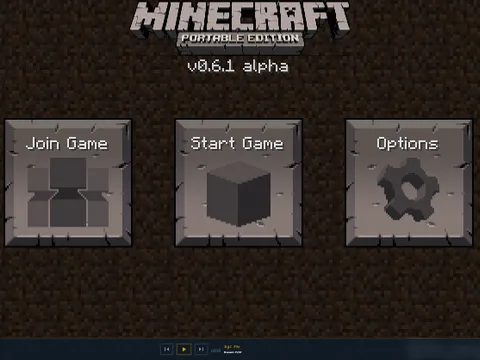 MINECRAFT
PORTABLE EDITION
v0.6.1 alpha
Join Game
Start Game
Options